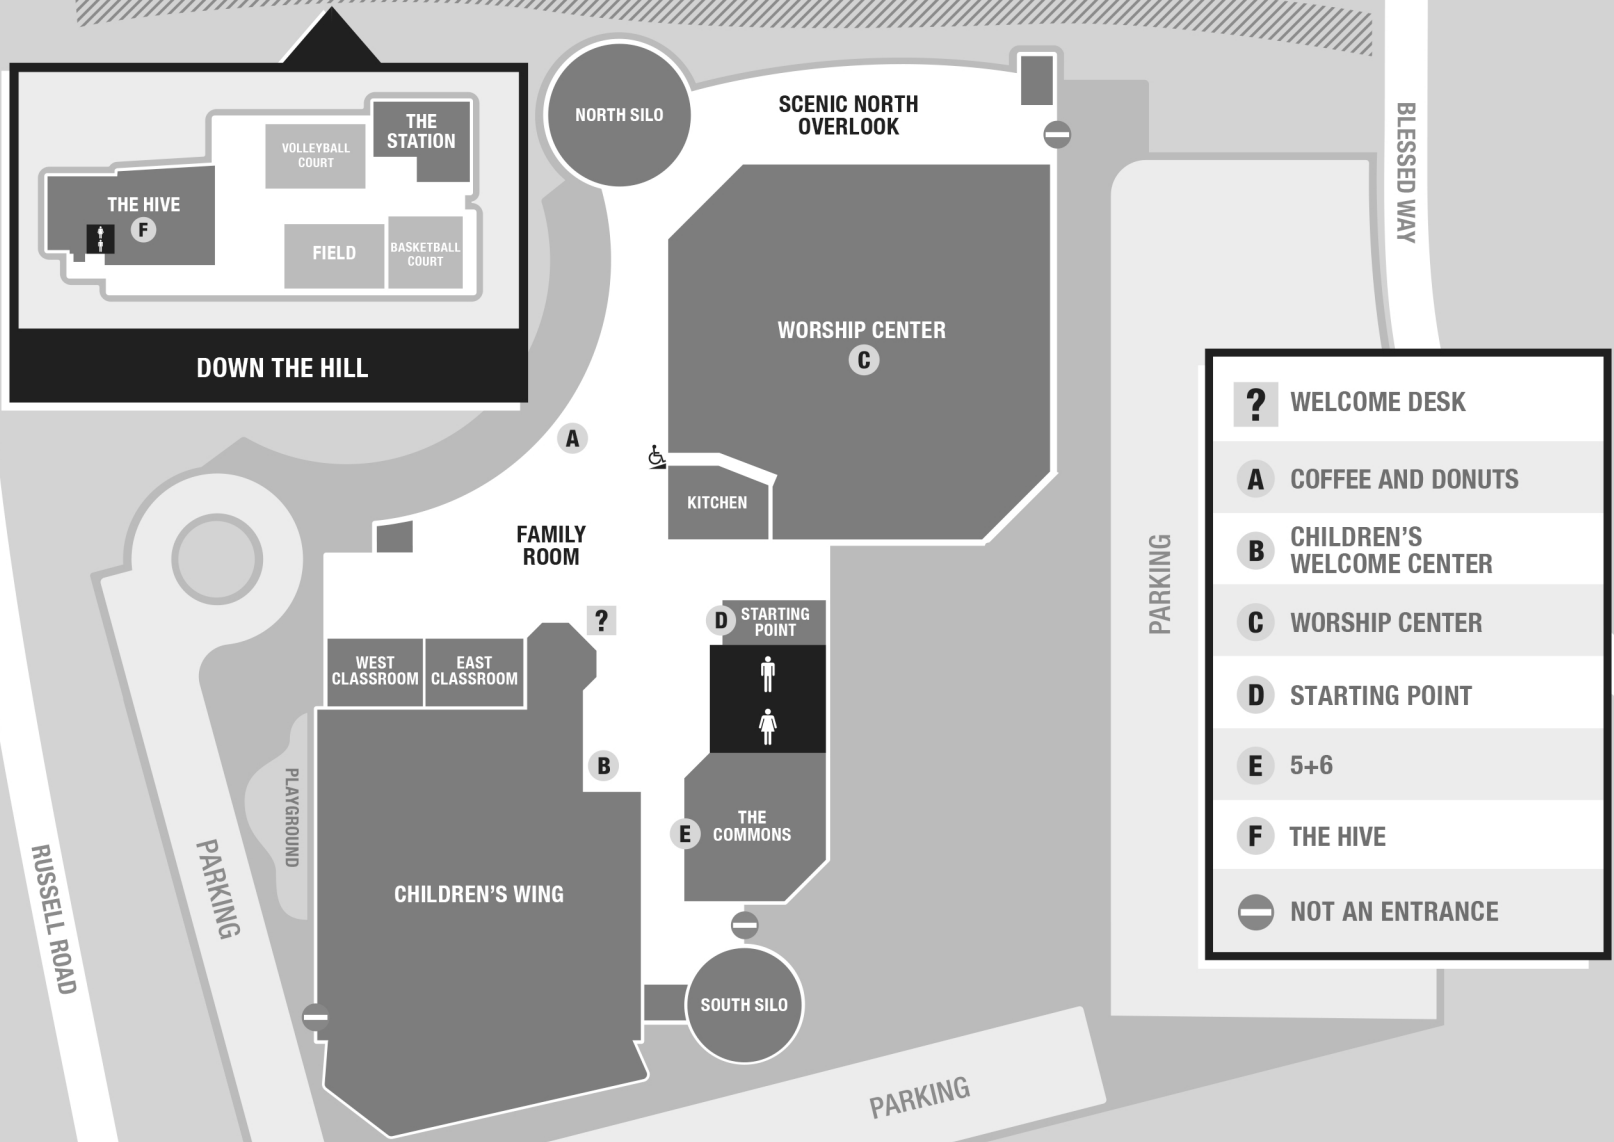 NORTH SILO
SCENIC NORTH
OVERLOOK
THE
STATION
VOLLEYBALL
COURT
THE HIVE
F
FIELD
BASKETBALL
COURT
DOWN THE HILL
BLESSED WAY
WORSHIP CENTER
C
A
KITCHEN
FAMILY
ROOM
?
D
STARTING
POINT
WEST
CLASSROOM
EAST
CLASSROOM
B
PLAYGROUND
THE
COMMONS
E
CHILDREN'S WING
SOUTH SILO
RUSSELL ROAD
PARKING
PARKING
PARKING
? WELCOME DESK
A COFFEE AND DONUTS
B CHILDREN'S
WELCOME CENTER
C WORSHIP CENTER
D STARTING POINT
E 5+6
F THE HIVE
NOT AN ENTRANCE